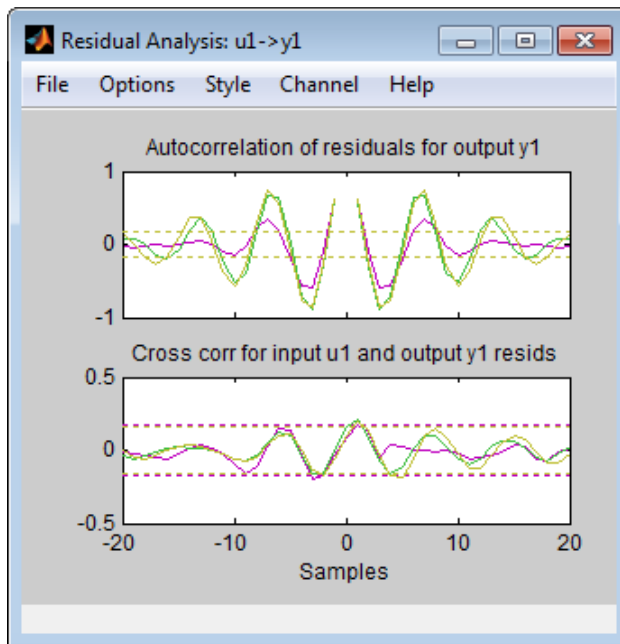 Residual Analysis: u1->y1
File Options Style Channel Help
Autocorrelation of residuals for output y1
1
0
-1
Cross corr for input u1 and output y1 resids
0.5
0
-0.5
-20 -10 0 10 20
Samples